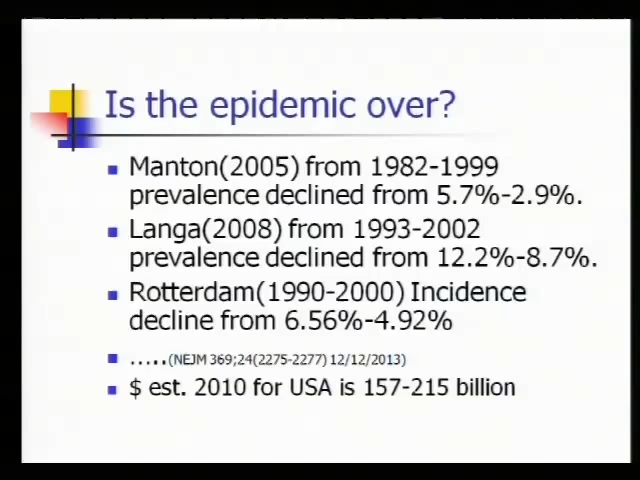 Is the epidemic over?
Manton(2005) from 1982-1999
prevalence declined from 5.7%-2.9%.
Langa(2008) from 1993-2002
prevalence declined from 12.2%-8.7%.
Rotterdam(1990-2000) Incidence
decline from 6.56%-4.92%
.....(NEJM 369;24(2275-2277) 12/12/2013)
$ est. 2010 for USA is 157-215 billion